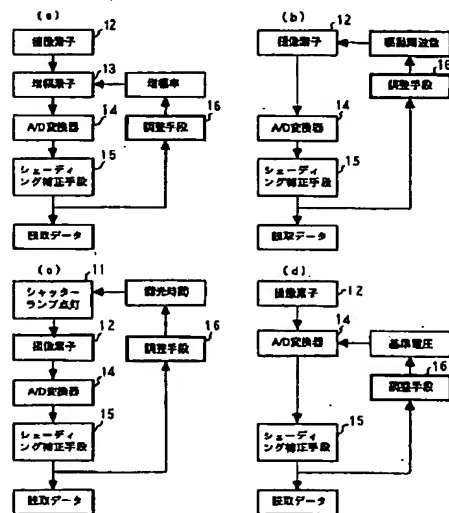 (a)
撮像素子
12
増幅素子
13
増幅率
A/D変換器
14
調整手段
16
シェーディ
ング補正手段
15
読取データ
(b)
撮像素子
12
駆動周波数
調整手段
16
A/D変換器
14
シェーディ
ング補正手段
15
読取データ
(c)
シャッター
ランプ点灯
11
露光時間
撮像素子
12
調整手段
16
A/D変換器
14
シェーディ
ング補正手段
15
読取データ
(d)
撮像素子
12
A/D変換器
14
基準電圧
調整手段
16
シェーディ
ング補正手段
15
読取データ